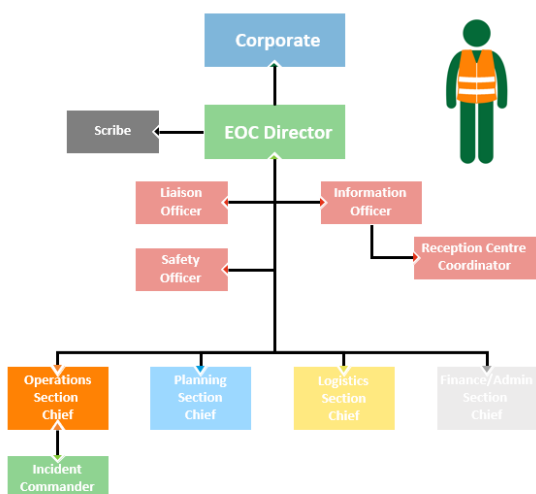 Corporate
Scribe
EOC Director
Liaison
Officer
Information
Officer
Safety
Officer
Reception Centre
Coordinator
Operations
Section
Chief
Planning
Section
Chief
Logistics
Section
Chief
Finance/Admin
Section
Chief
Incident
Commander